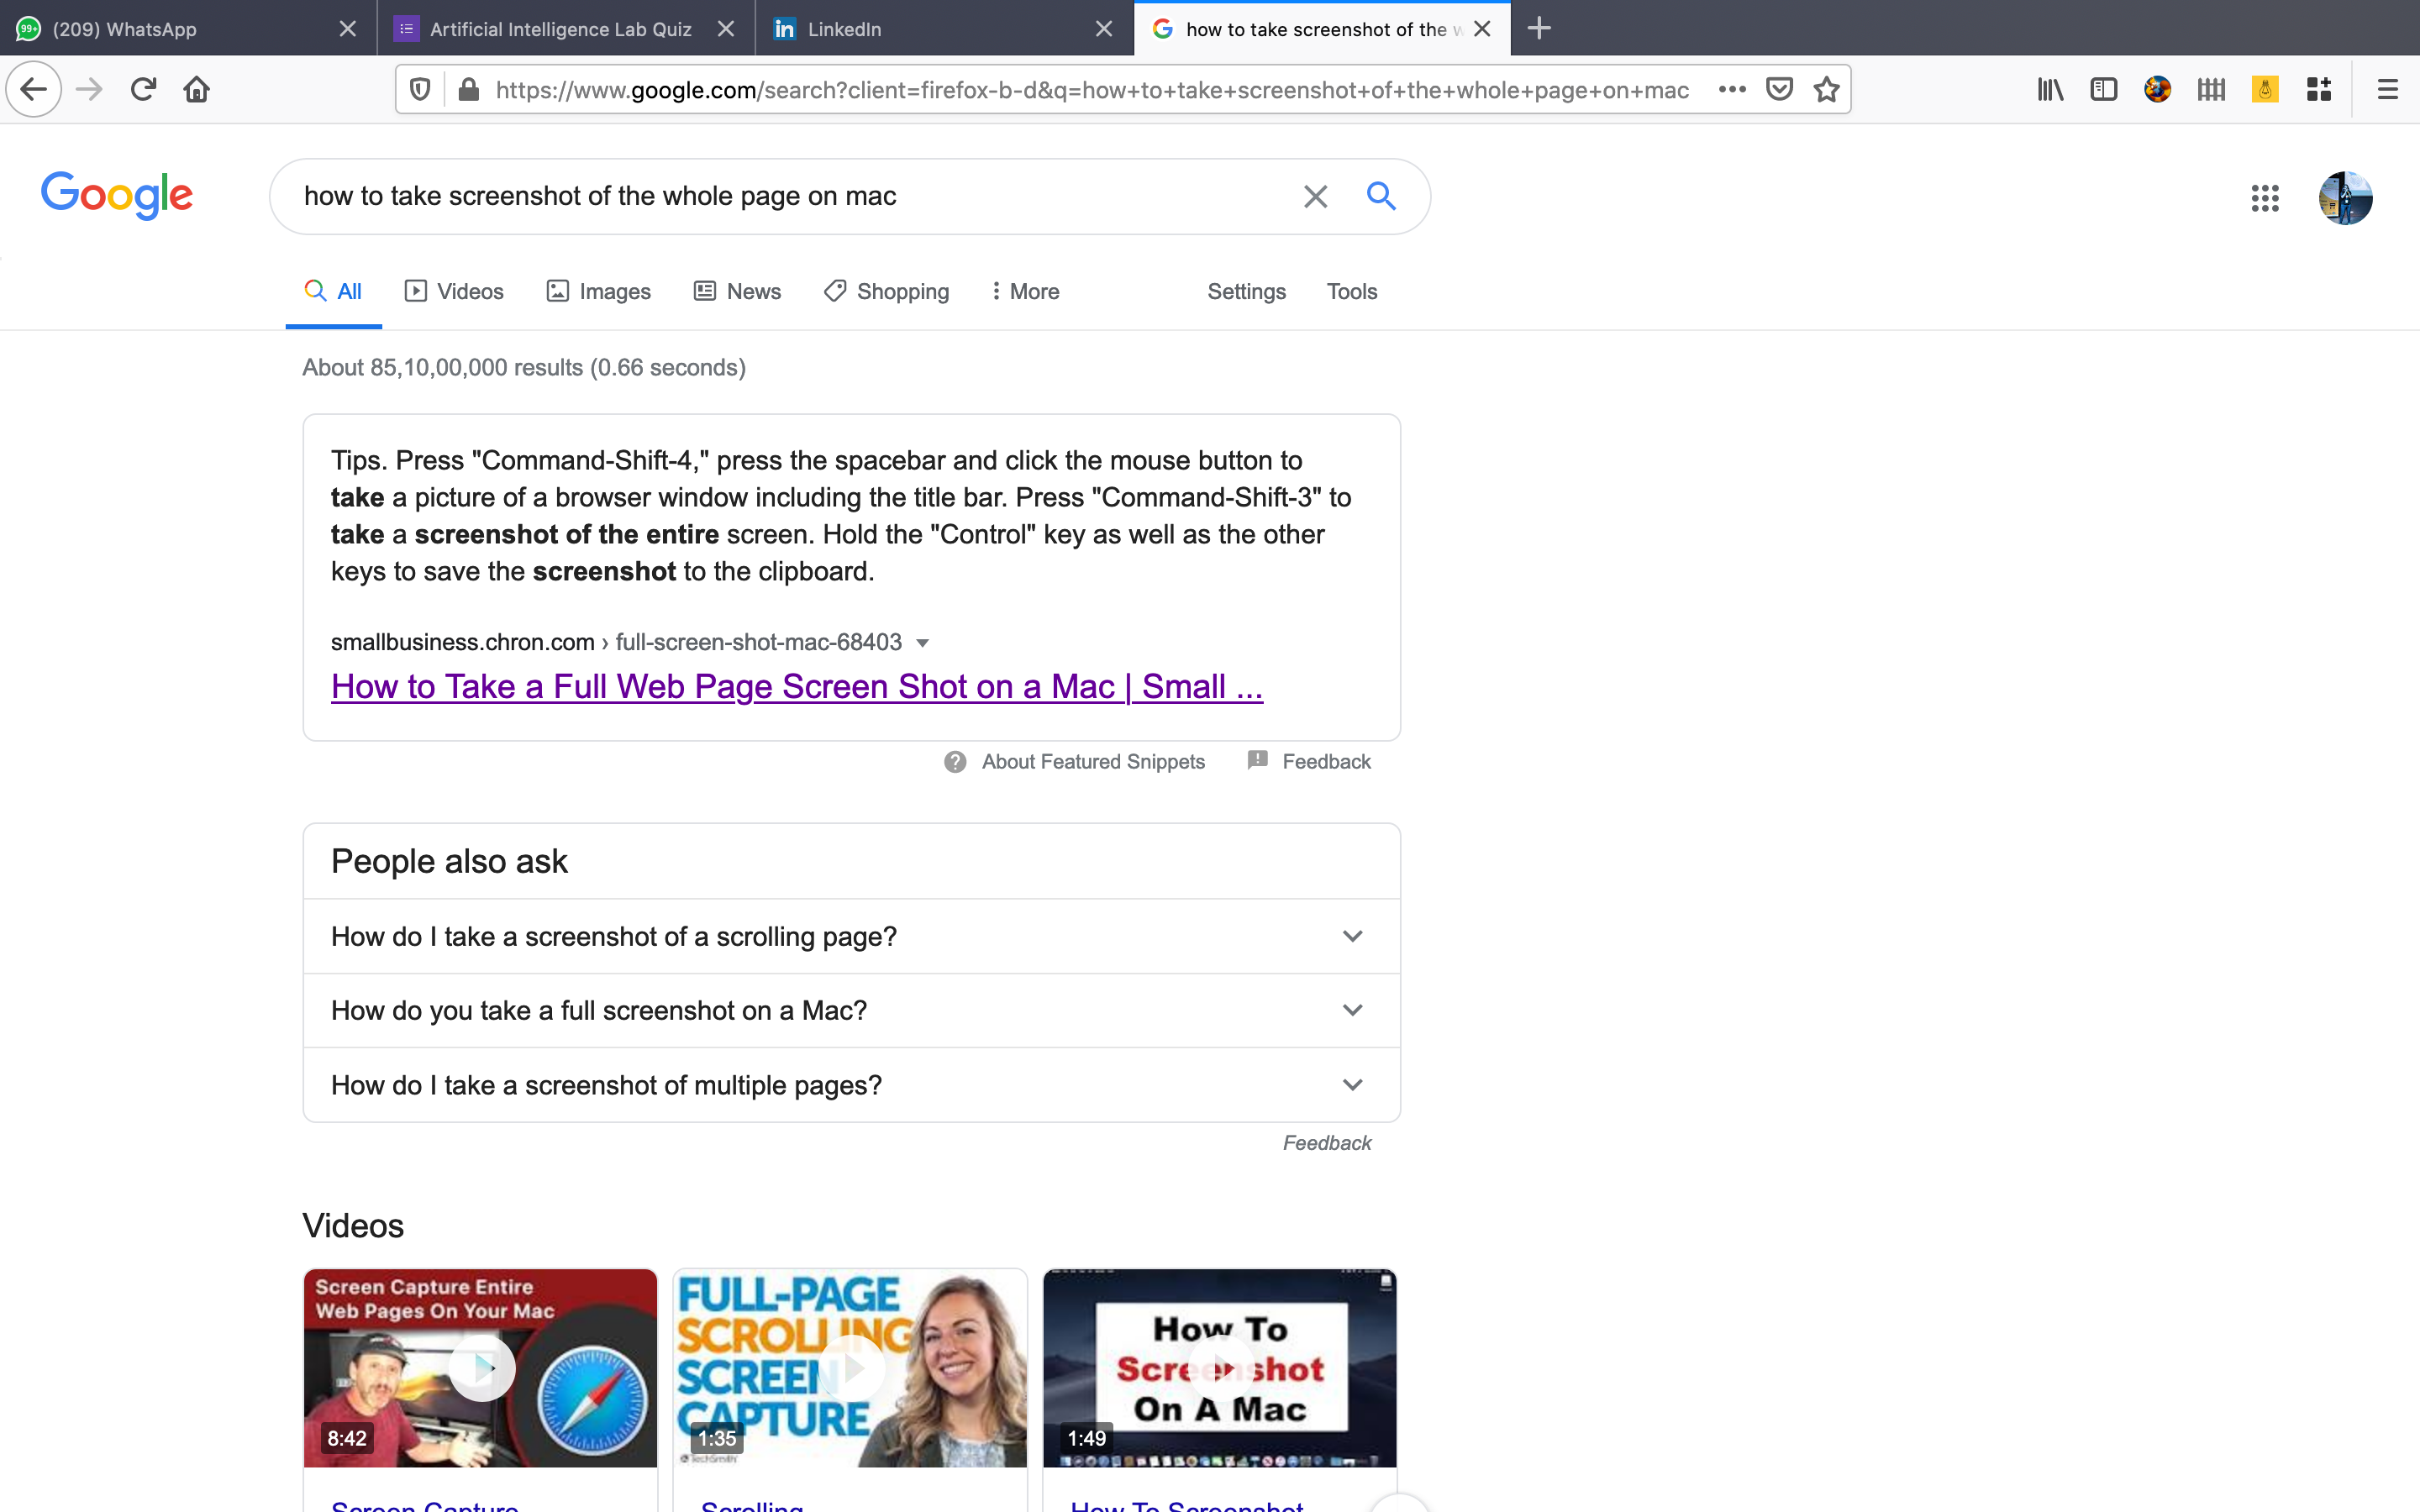 (209) WhatsApp
Artificial Intelligence Lab Quiz
LinkedIn
how to take screenshot of the w
https://www.google.com/search?client=firefox-b-d&q=how+to+take+screenshot+of+the+whole+page+on+mac
Google
how to take screenshot of the whole page on mac
All
Videos
Images
News
Shopping
More
Settings
Tools
About 85,10,00,000 results (0.66 seconds)
Tips. Press "Command-Shift-4," press the spacebar and click the mouse button to
take a picture of a browser window including the title bar. Press "Command-Shift-3" to
take a screenshot of the entire screen. Hold the "Control" key as well as the other
keys to save the screenshot to the clipboard.
smallbusiness.chron.com › full-screen-shot-mac-68403
How to Take a Full Web Page Screen Shot on a Mac | Small ...
About Featured Snippets
Feedback
People also ask
How do I take a screenshot of a scrolling page?
How do you take a full screenshot on a Mac?
How do I take a screenshot of multiple pages?
Feedback
Videos
Screen Capture Entire
Web Pages On Your Mac
8:42
FULL-PAGE
SCROLLING
SCREEN
CAPTURE
1:35
TechSmith
How To
Screenshot
On A Mac
1:49
Screen Capture
Scrolling
How To Screenshot